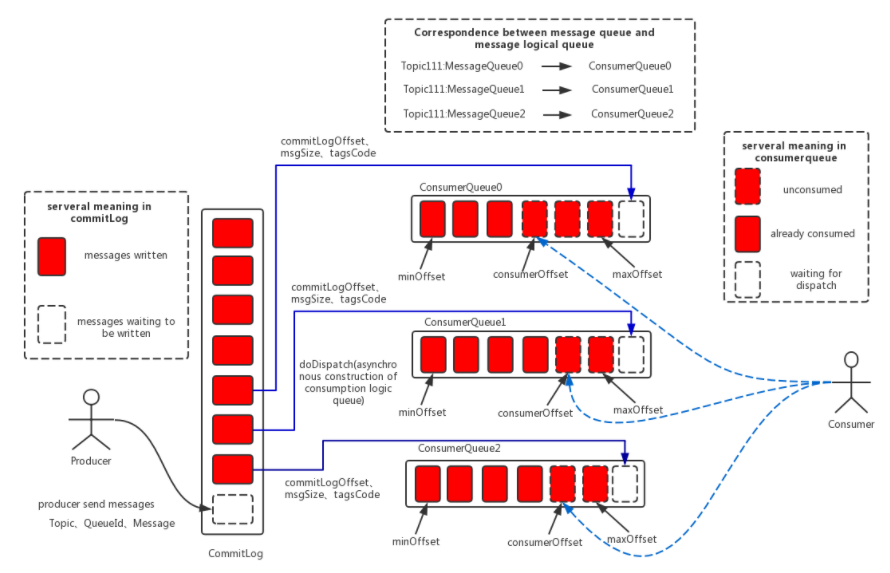 Correspondence between message queue and
message logical queue
Topic111:MessageQueue0
ConsumerQueue0
Topic111:MessageQueue1
ConsumerQueue1
Topic111:MessageQueue2
ConsumerQueue2
serveral meaning in
commitLog
messages written
messages waiting to
be written
Producer
producer send messages
Topic、QueueId、Message
CommitLog
commitLogOffset、
msgSize、tagsCode
ConsumerQueue0
minOffset
consumerOffset
maxOffset
commitLogOffset、
msgSize、tagsCode
doDispatch(asynchro
nous construction of
consumption logic
queue)
ConsumerQueue1
minOffset
consumerOffset
maxOffset
commitLogOffset、
msgSize、tagsCode
ConsumerQueue2
minOffset
consumerOffset
maxOffset
serveral meaning in
consumerqueue
unconsumed
already consumed
waiting for
dispatch
Consumer